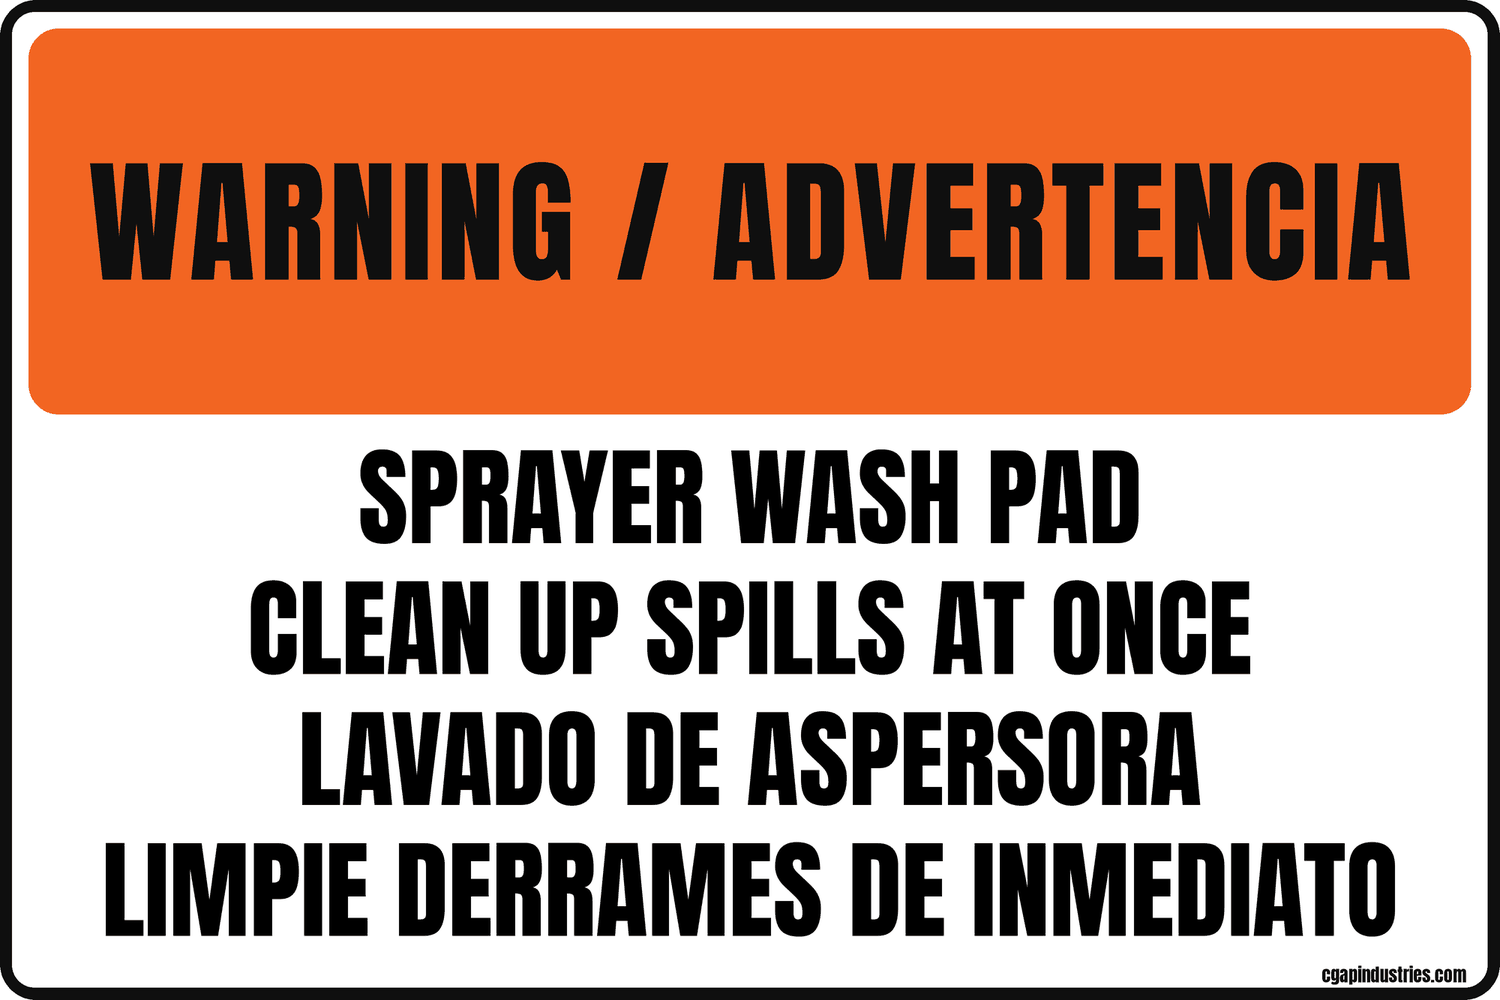 WARNING / ADVERTENCIA
SPRAYER WASH PAD
CLEAN UP SPILLS AT ONCE
LAVADO DE ASPERSORA
LIMPIE DERRAMES DE INMEDIATO
cgapindustries.com